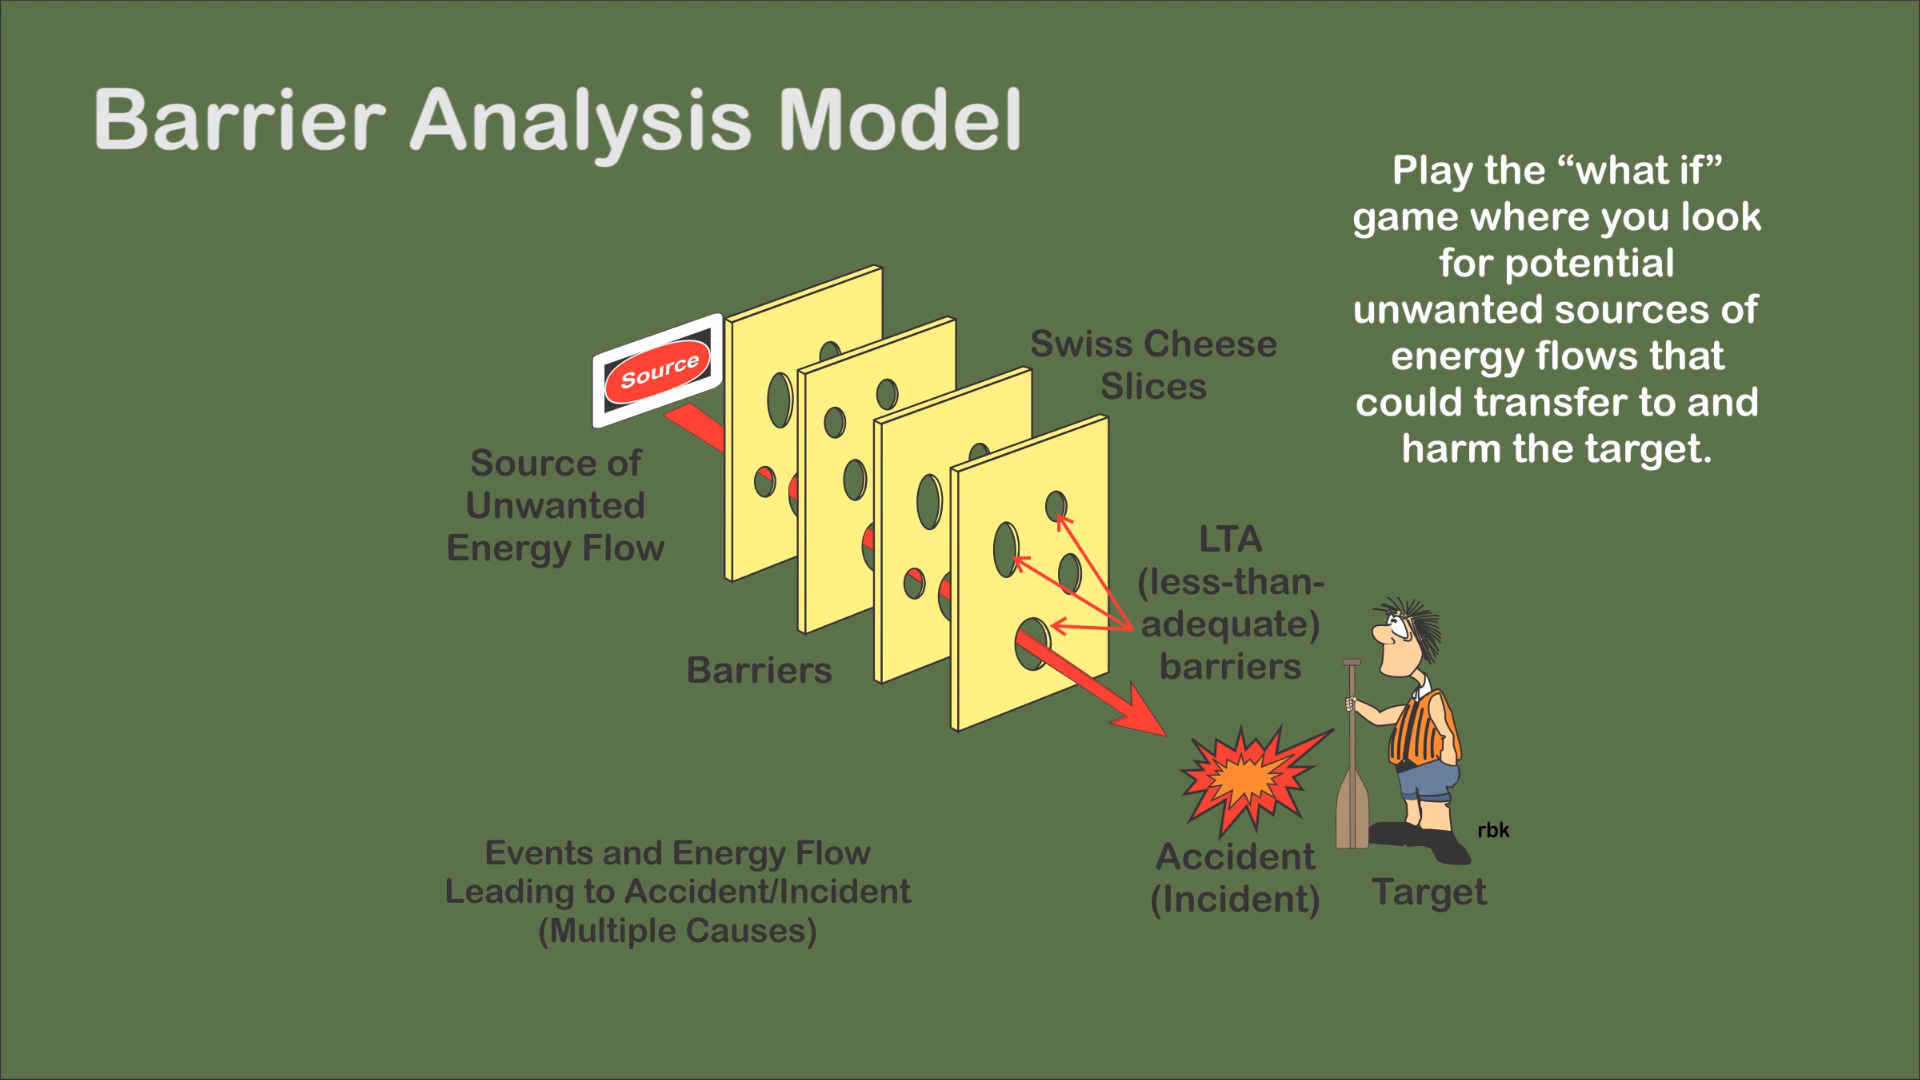 Barrier Analysis Model
Play the “what if”
game where you look
for potential
unwanted sources of
energy flows that
could transfer to and
harm the target.
Source
Swiss Cheese
Slices
Source of
Unwanted
Energy Flow
LTA
(less-than-
adequate)
barriers
Barriers
rbk
Accident
(Incident)
Target
Events and Energy Flow
Leading to Accident/Incident
(Multiple Causes)